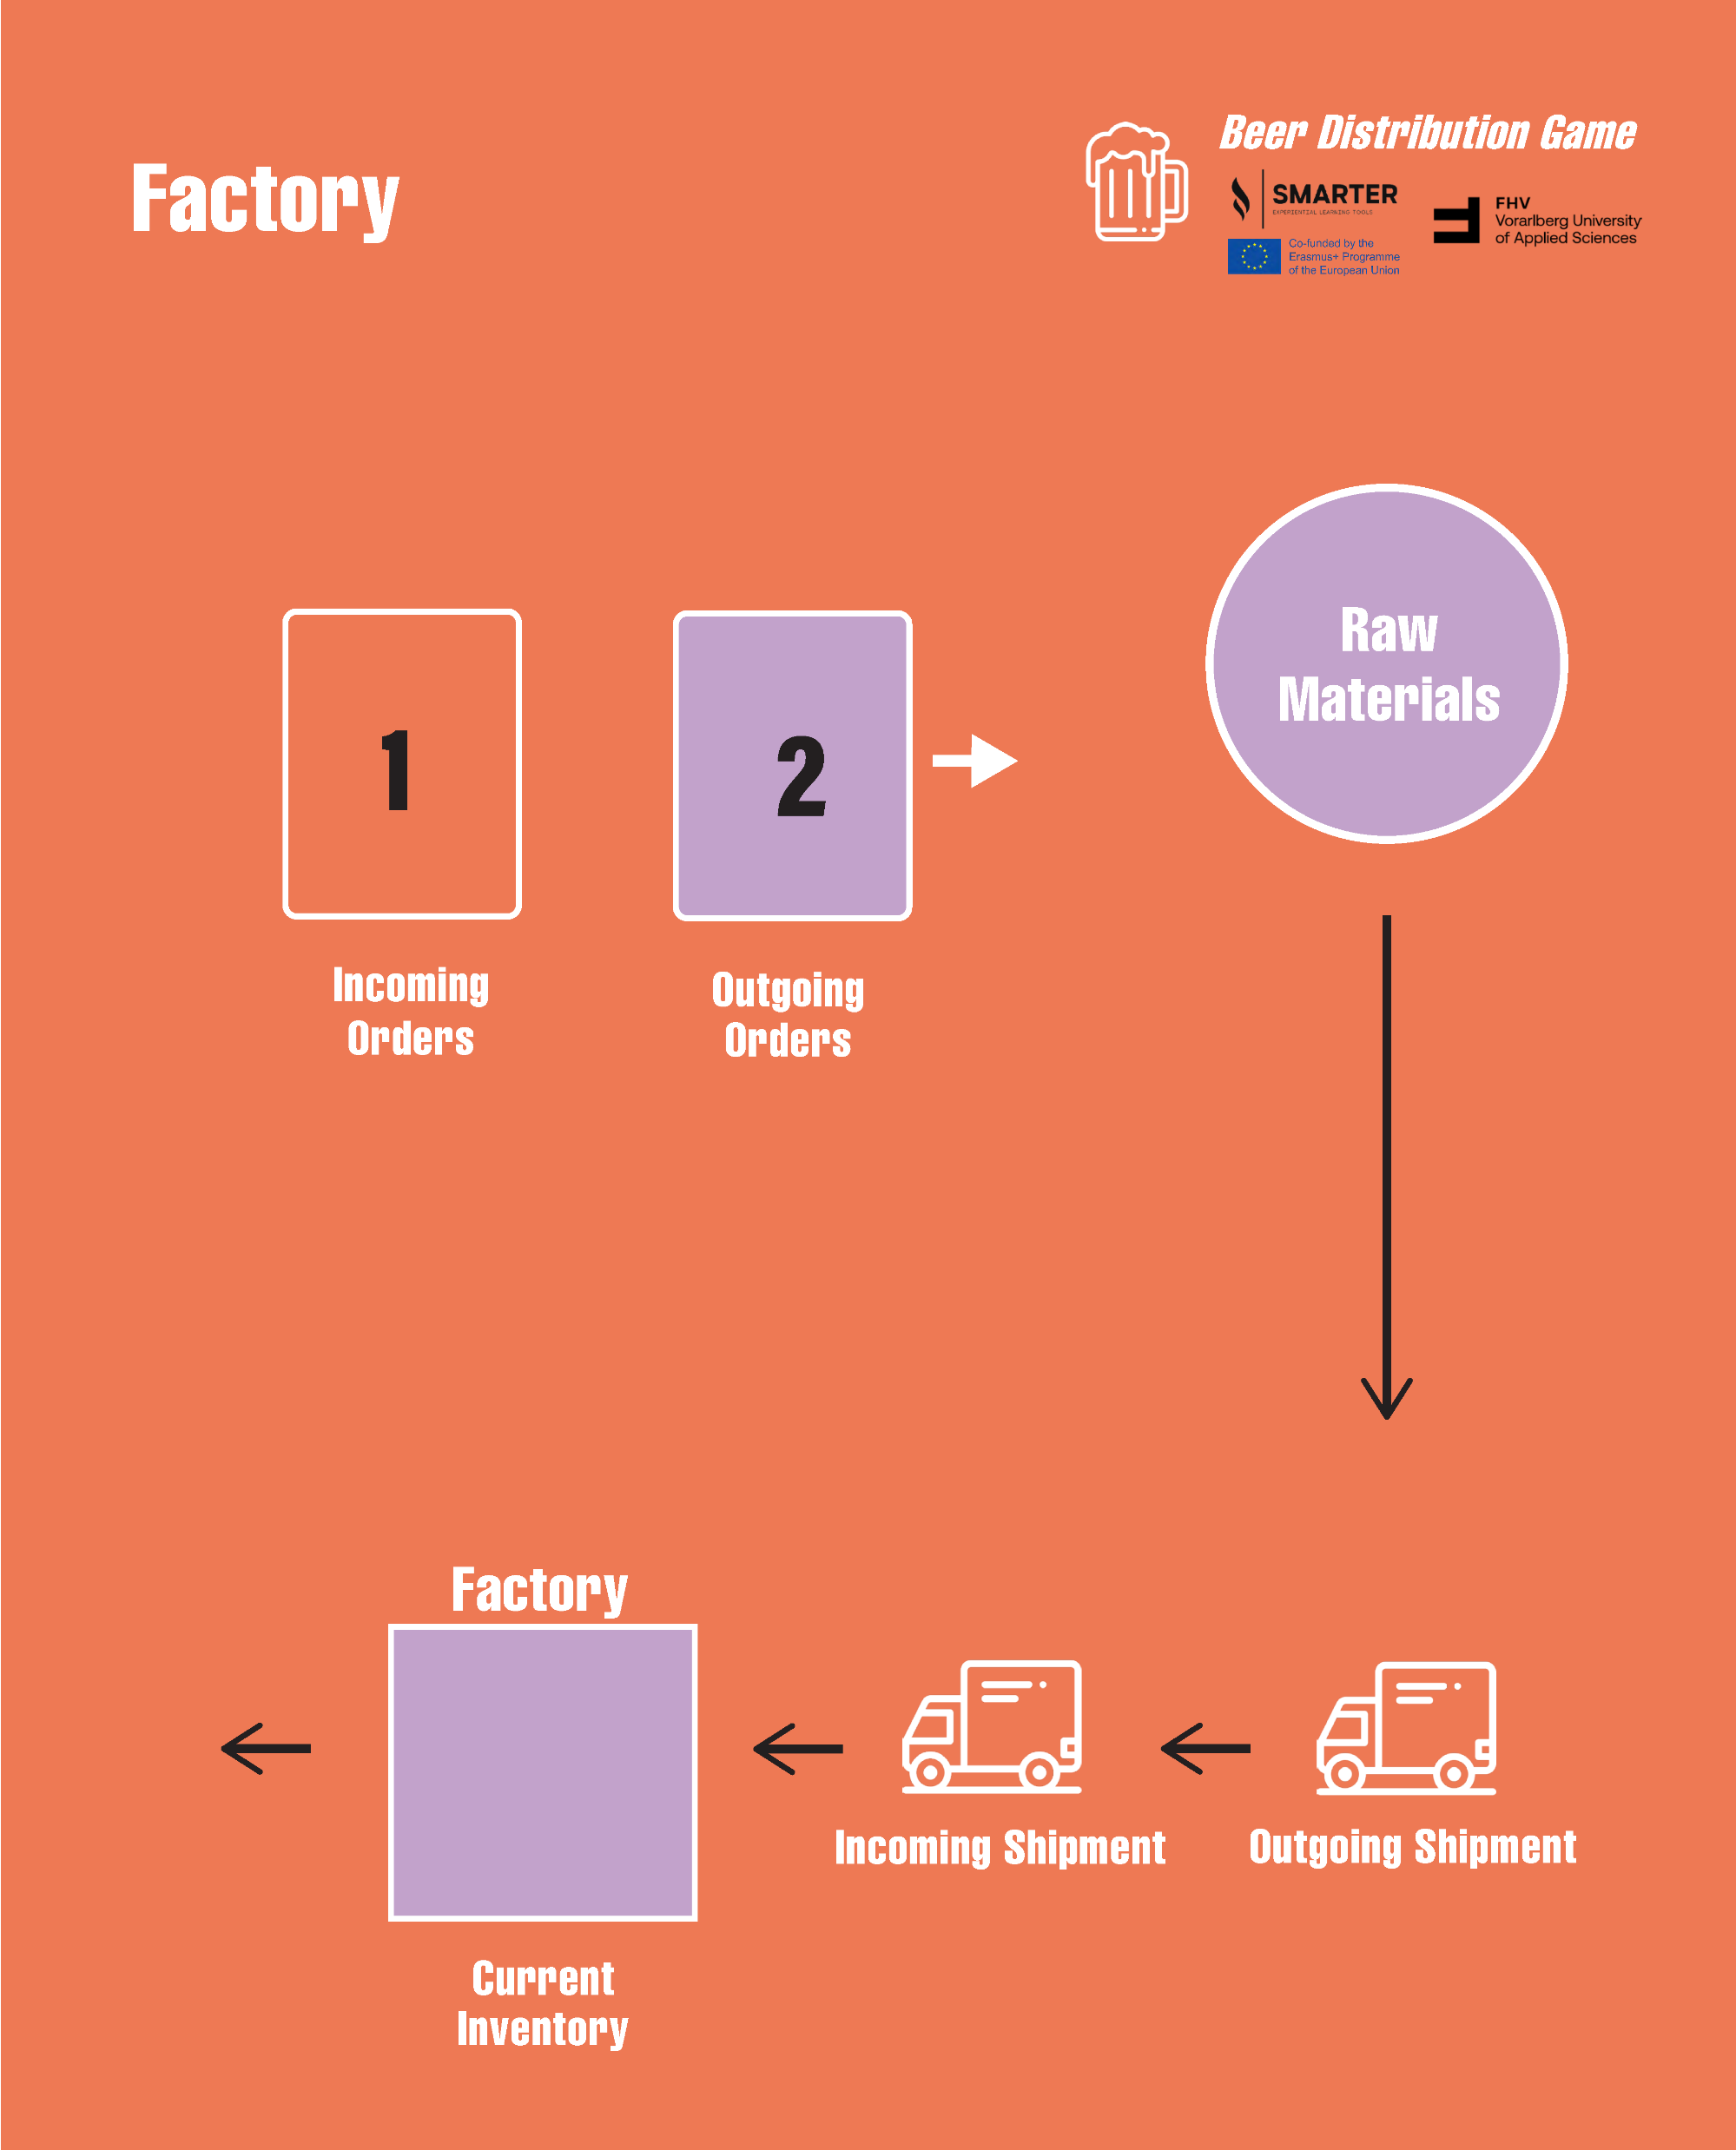 Factory
Beer Distribution Game
SMARTER
EXPERIENTIAL LEARNING TOOLS
Co-funded by the
Erasmus+ Programme
of the European Union
FHV
Vorarlberg University
of Applied Sciences
Raw
Materials
1
2
Incoming
Orders
Outgoing
Orders
Factory
Incoming Shipment
Outgoing Shipment
Current
Inventory